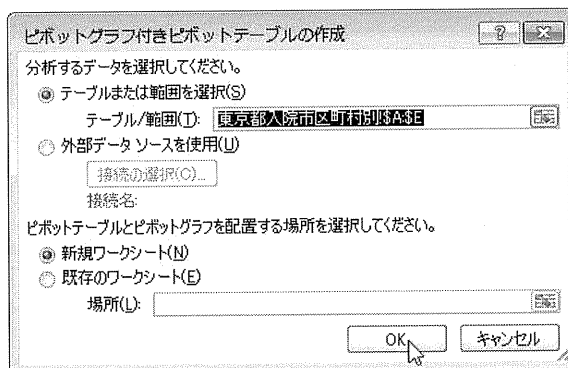 ピボットグラフ付きピボットテーブルの作成
分析するデータを選択してください。
テーブルまたは範囲を選択(S)
テーブル/範囲(T): 東京都入院市区町村別!$A:$E
外部データ ソースを使用(U)
接続の選択(C)...
接続名:
ピボットテーブルとピボットグラフを配置する場所を選択してください。
新規ワークシート(N)
既存のワークシート(E)
場所(L):
OK キャンセル